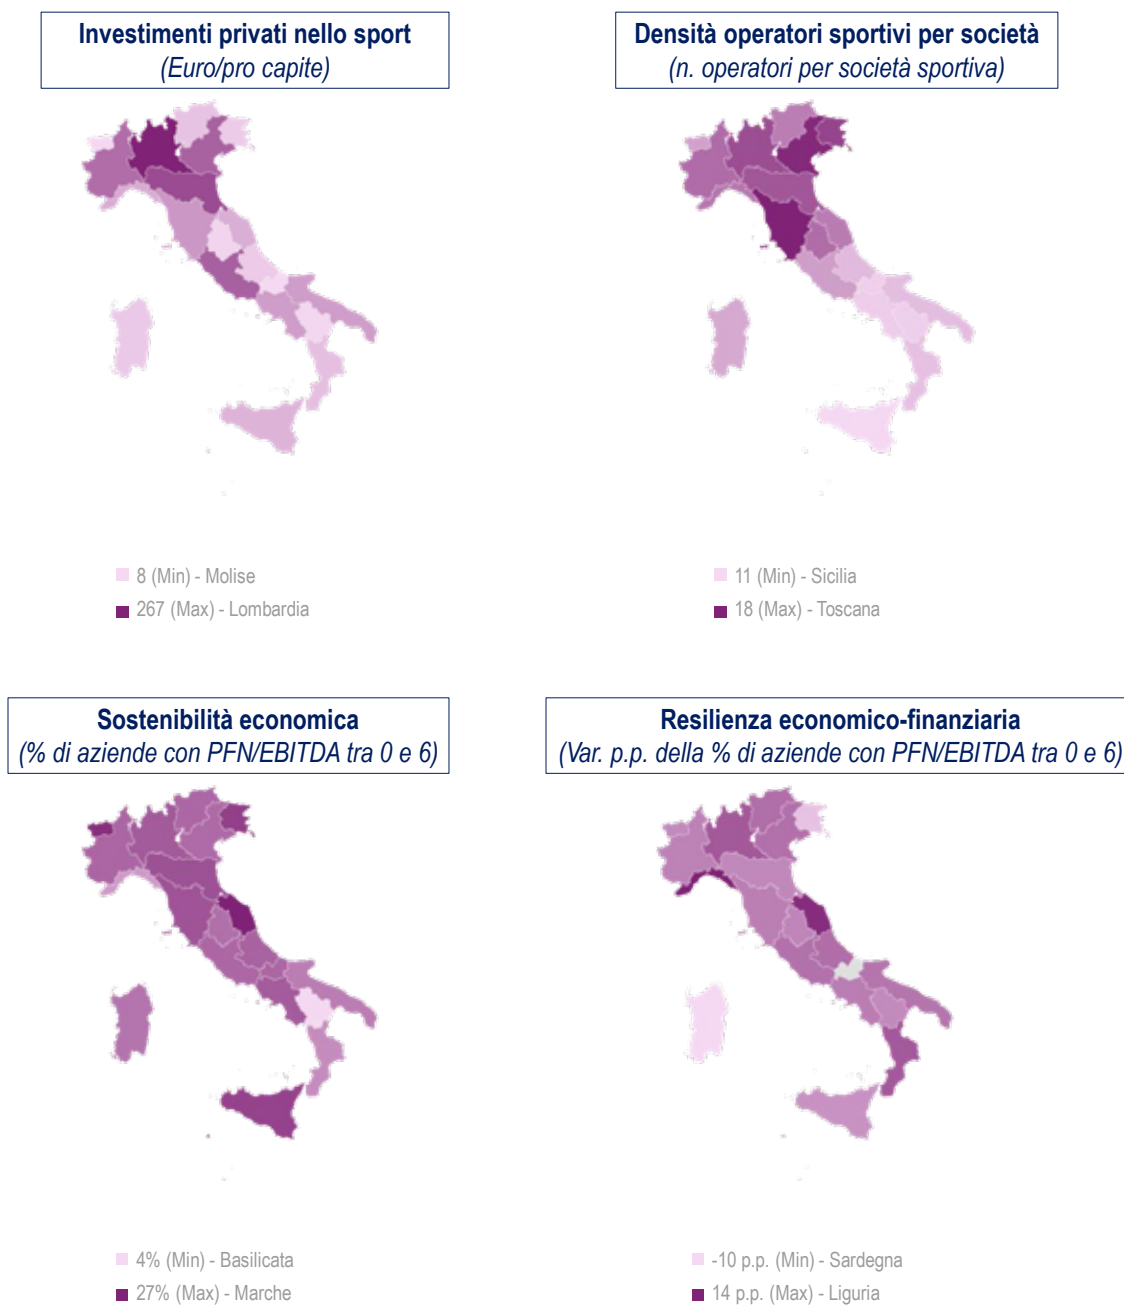 Investimenti privati nello sport
(Euro/pro capite)
Densità operatori sportivi per società
(n. operatori per società sportiva)
8 (Min) - Molise
267 (Max) - Lombardia
11 (Min) - Sicilia
18 (Max) - Toscana
Sostenibilità economica
(% di aziende con PFN/EBITDA tra 0 e 6)
Resilienza economico-finanziaria
(Var. p.p. della % di aziende con PFN/EBITDA tra 0 e 6)
4% (Min) - Basilicata
27% (Max) - Marche
-10 p.p. (Min) - Sardegna
14 p.p. (Max) - Liguria